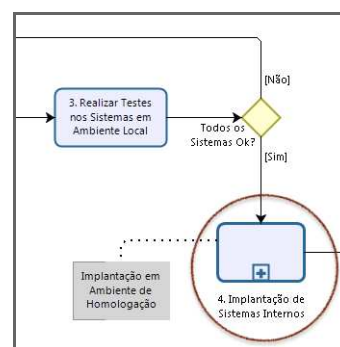 [Não]
3. Realizar Testes
nos Sistemas em
Ambiente Local
Todos os
Sistemas Ok?
[Sim]
Implantação em
Ambiente de
Homologação
4. Implantação de
Sistemas Internos